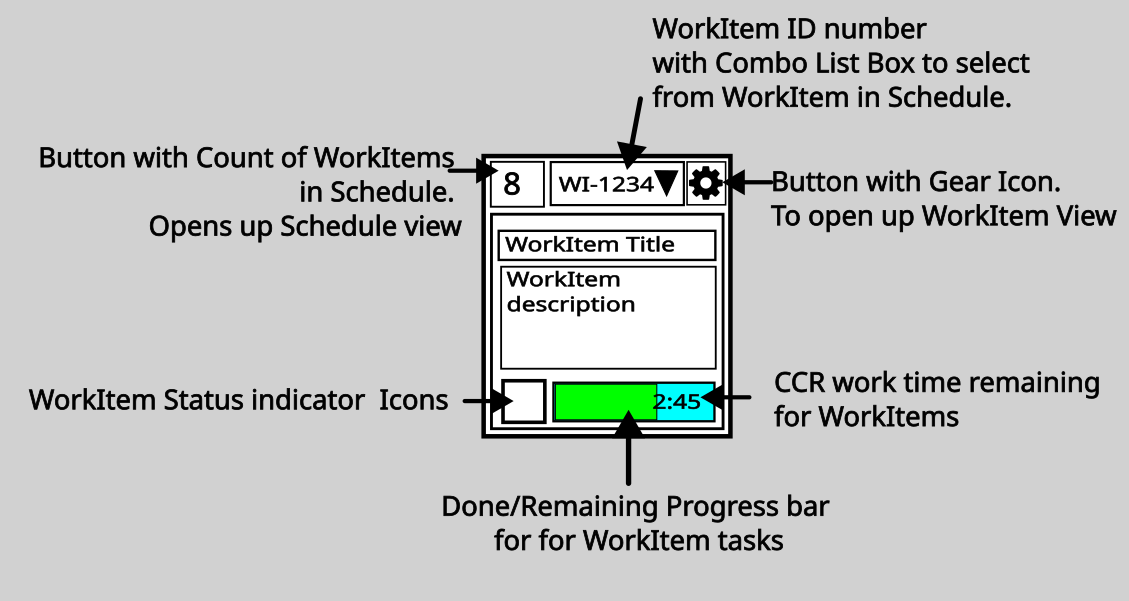 WorkItem ID number
with Combo List Box to select
from WorkItem in Schedule.
Button with Count of WorkItems
in Schedule.
Opens up Schedule view
8
WI-1234
Button with Gear Icon.
To open up WorkItem View
WorkItem Title
WorkItem
description
WorkItem Status indicator  Icons
2:45
CCR work time remaining
for WorkItems
Done/Remaining Progress bar
for for WorkItem tasks